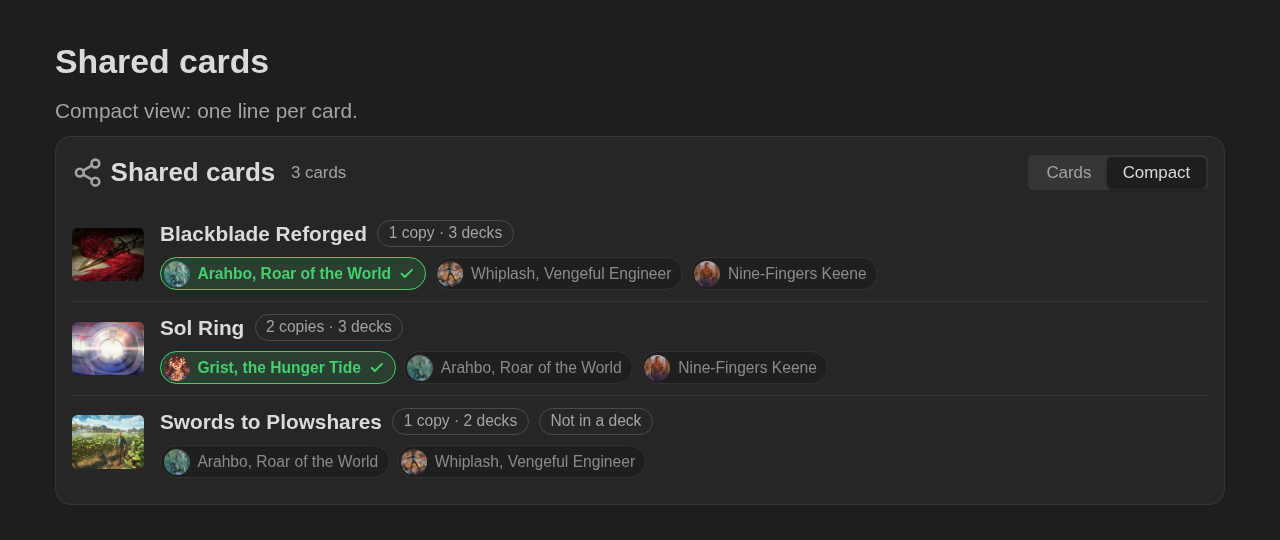 Shared cards
Compact view: one line per card.
Shared cards 3 cards Cards Compact
Blackblade Reforged 1 copy · 3 decks
Arahbo, Roar of the World Whiplash, Vengeful Engineer Nine-Fingers Keene
Sol Ring 2 copies · 3 decks
Grist, the Hunger Tide Arahbo, Roar of the World Nine-Fingers Keene
Swords to Plowshares 1 copy · 2 decks Not in a deck
Arahbo, Roar of the World Whiplash, Vengeful Engineer